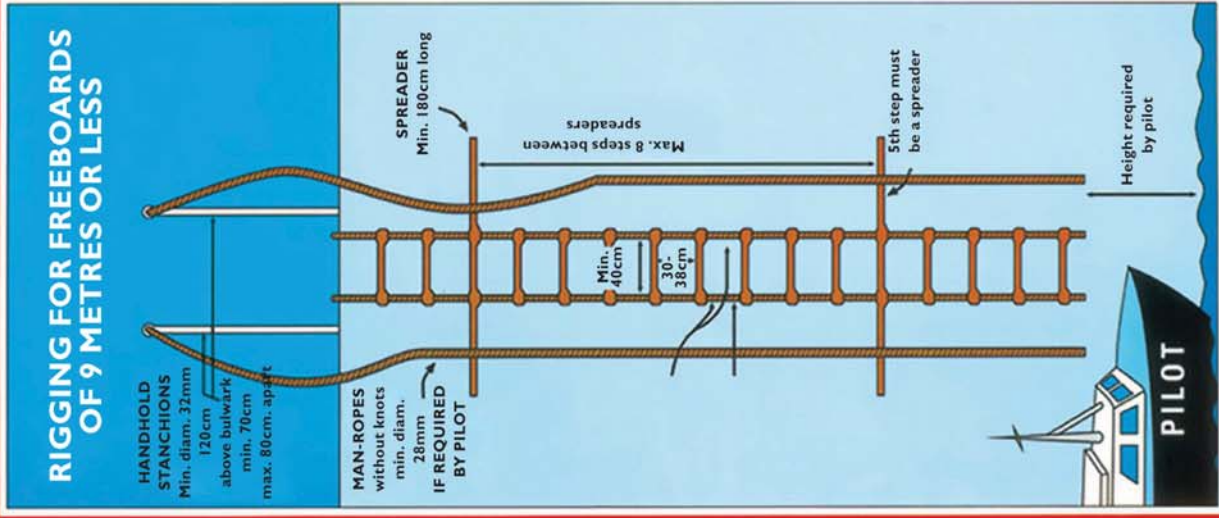 RIGGING FOR FREEBOARDS
OF 9 METRES OR LESS
HANDHOLD
STANCHIONS
Min. diam. 32mm
120cm
above bulwark
min. 70cm
max. 80cm. apart
MAN-ROPES
without knots
min. diam.
28mm
IF REQUIRED
BY PILOT
SPREADER
Min. 180cm long
Max. 8 steps between
spreaders
Min.
40cm
30-
38cm
5th step must
be a spreader
Height required
by pilot
PILOT